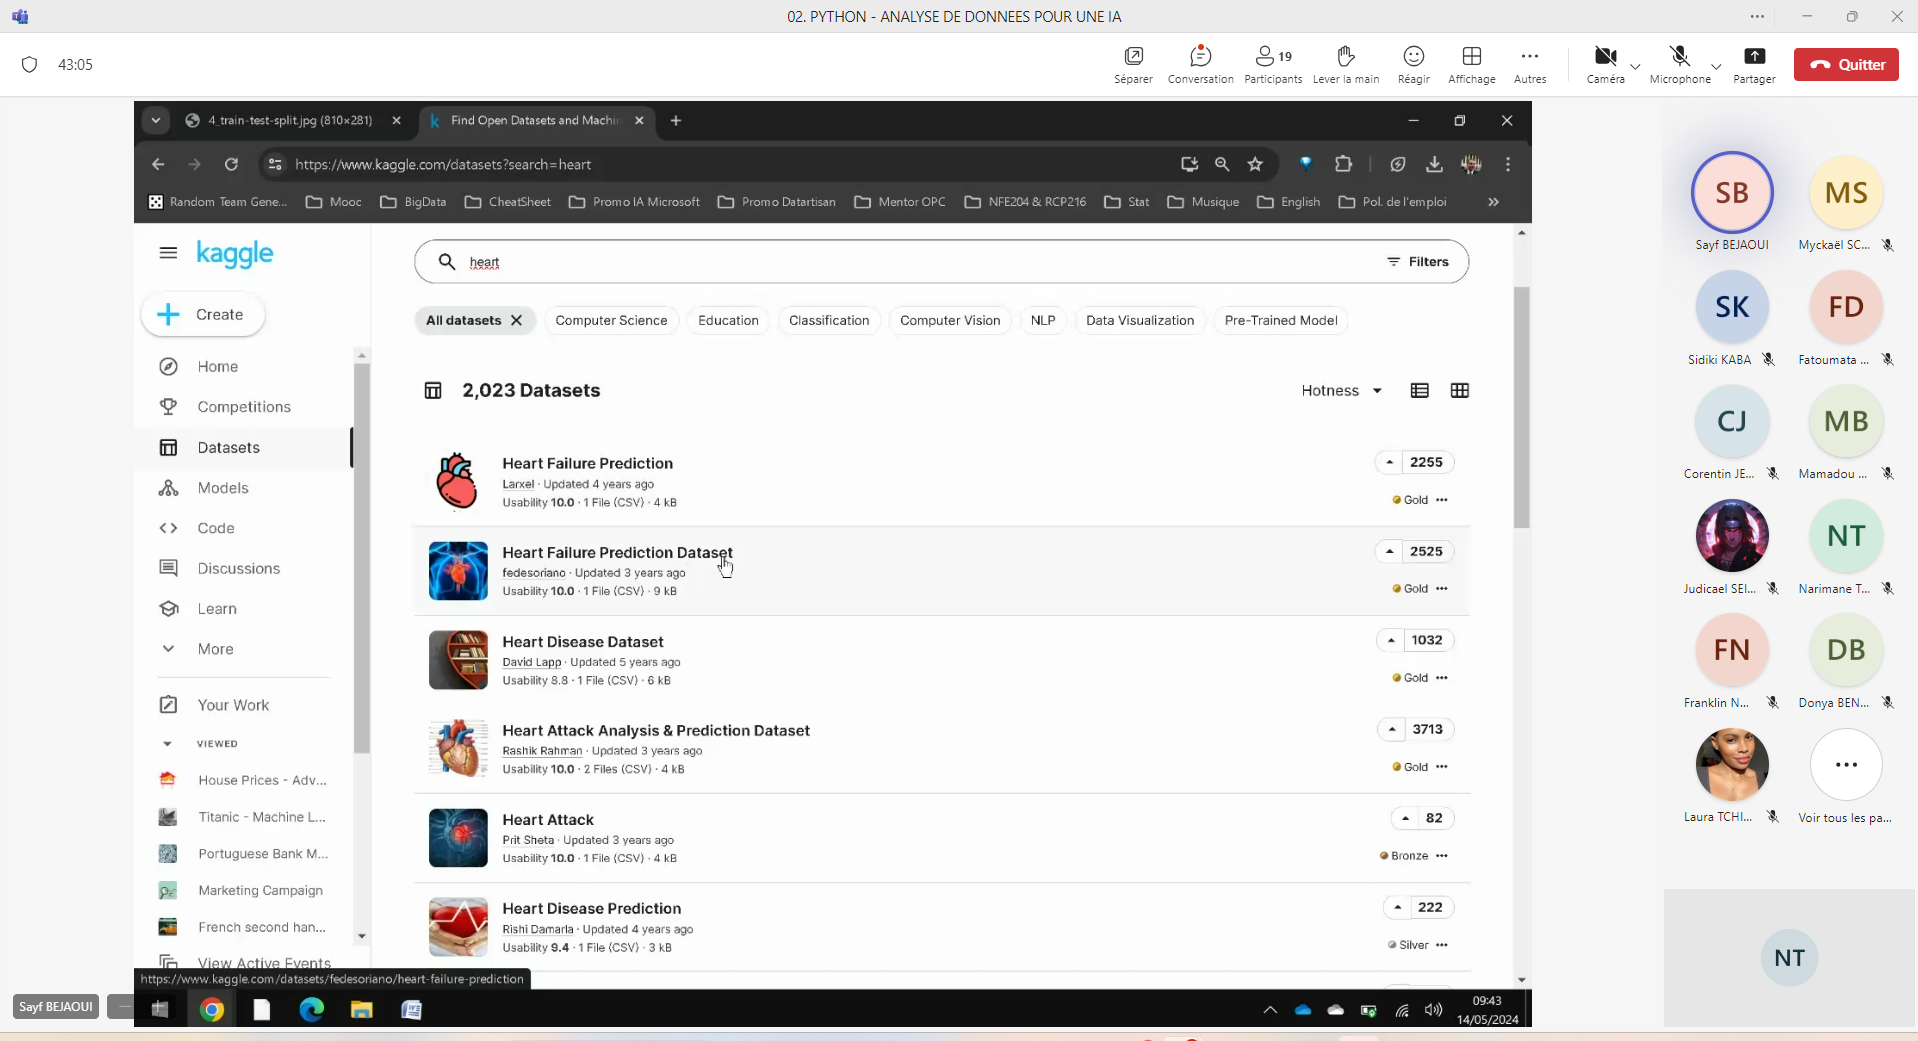 02. PYTHON - ANALYSE DE DONNEES POUR UNE IA
43:05
Séparer
Conversation
19
Participants
Lever la main
Réagir
Affichage
Autres
Caméra
Microphone
Partager
Quitter
4_train-test-split.jpg (810×281)
Find Open Datasets and Machin
https://www.kaggle.com/datasets?search=heart
Random Team Gene...
Mooc
BigData
CheatSheet
Promo IA Microsoft
Promo Datartisan
Mentor OPC
NFE204 & RCP216
Stat
Musique
English
Pol. de l'emploi
»
kaggle
Create
Home
Competitions
Datasets
Models
Code
Discussions
Learn
More
Your Work
VIEWED
House Prices - Adv...
Titanic - Machine L...
Portuguese Bank M...
Marketing Campaign
French second han...
View Active Events
heart
Filters
All datasets
Computer Science
Education
Classification
Computer Vision
NLP
Data Visualization
Pre-Trained Model
2,023 Datasets
Hotness
Heart Failure Prediction
Larxel · Updated 4 years ago
Usability 10.0 · 1 File (CSV) · 4 kB
2255
Gold
Heart Failure Prediction Dataset
fedesoriano · Updated 3 years ago
Usability 10.0 · 1 File (CSV) · 9 kB
2525
Gold
Heart Disease Dataset
David Lapp · Updated 5 years ago
Usability 8.8 · 1 File (CSV) · 6 kB
1032
Gold
Heart Attack Analysis & Prediction Dataset
Rashik Rahman · Updated 3 years ago
Usability 10.0 · 2 Files (CSV) · 4 kB
3713
Gold
Heart Attack
Prit Sheta · Updated 3 years ago
Usability 10.0 · 1 File (CSV) · 4 kB
82
Bronze
Heart Disease Prediction
Rishi Damarla · Updated 4 years ago
Usability 9.4 · 1 File (CSV) · 3 kB
222
Silver
https://www.kaggle.com/datasets/fedesoriano/heart-failure-prediction
09:43
14/05/2024
Sayf BEJAOUI
SB
Sayf BEJAOUI
MS
Myckaël SC...
SK
Sidiki KABA
FD
Fatoumata ...
CJ
Corentin JE...
MB
Mamadou ...
Judicael SEI...
NT
Narimane T...
FN
Franklin N...
DB
Donya BEN...
Laura TCHI...
Voir tous les pa...
NT